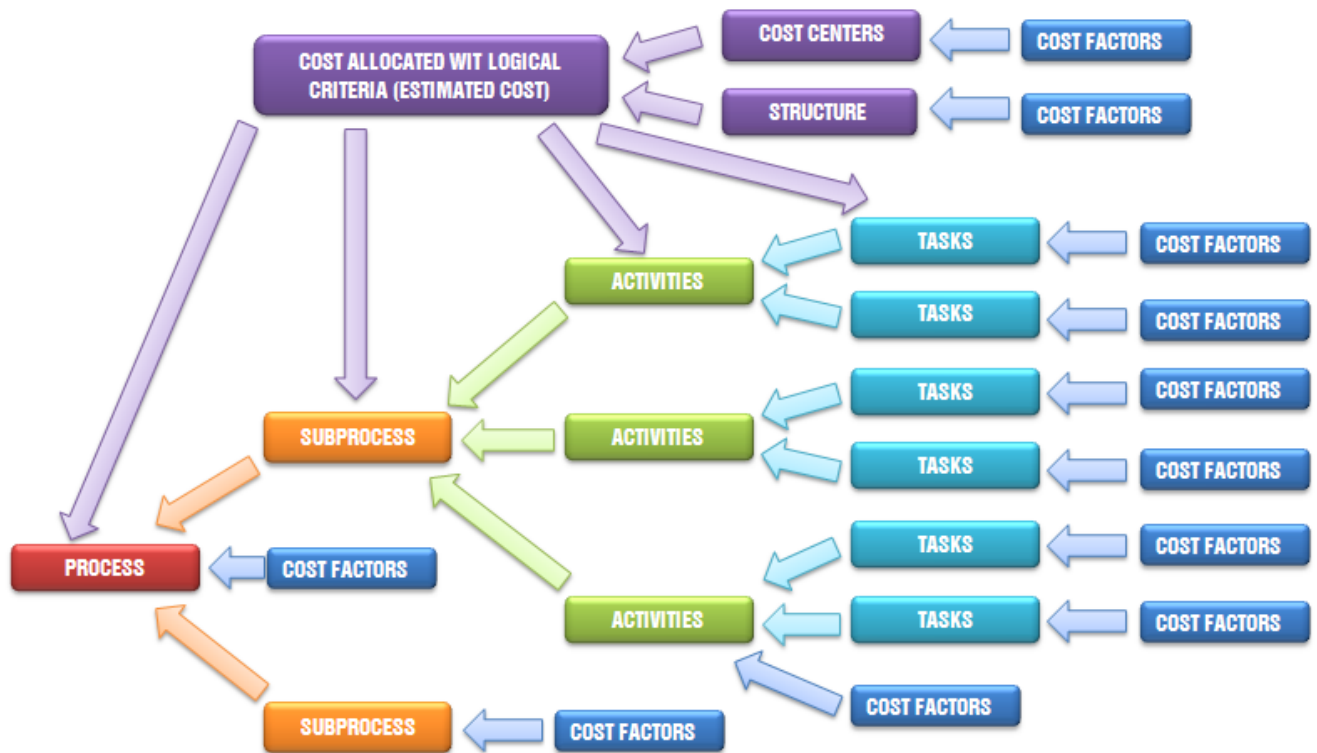 COST CENTERS
COST FACTORS
COST ALLOCATED WIT LOGICAL
CRITERIA (ESTIMATED COST)
STRUCTURE
COST FACTORS
TASKS
COST FACTORS
ACTIVITIES
TASKS
COST FACTORS
TASKS
COST FACTORS
SUBPROCESS
ACTIVITIES
TASKS
COST FACTORS
TASKS
COST FACTORS
PROCESS
COST FACTORS
ACTIVITIES
TASKS
COST FACTORS
COST FACTORS
SUBPROCESS
COST FACTORS